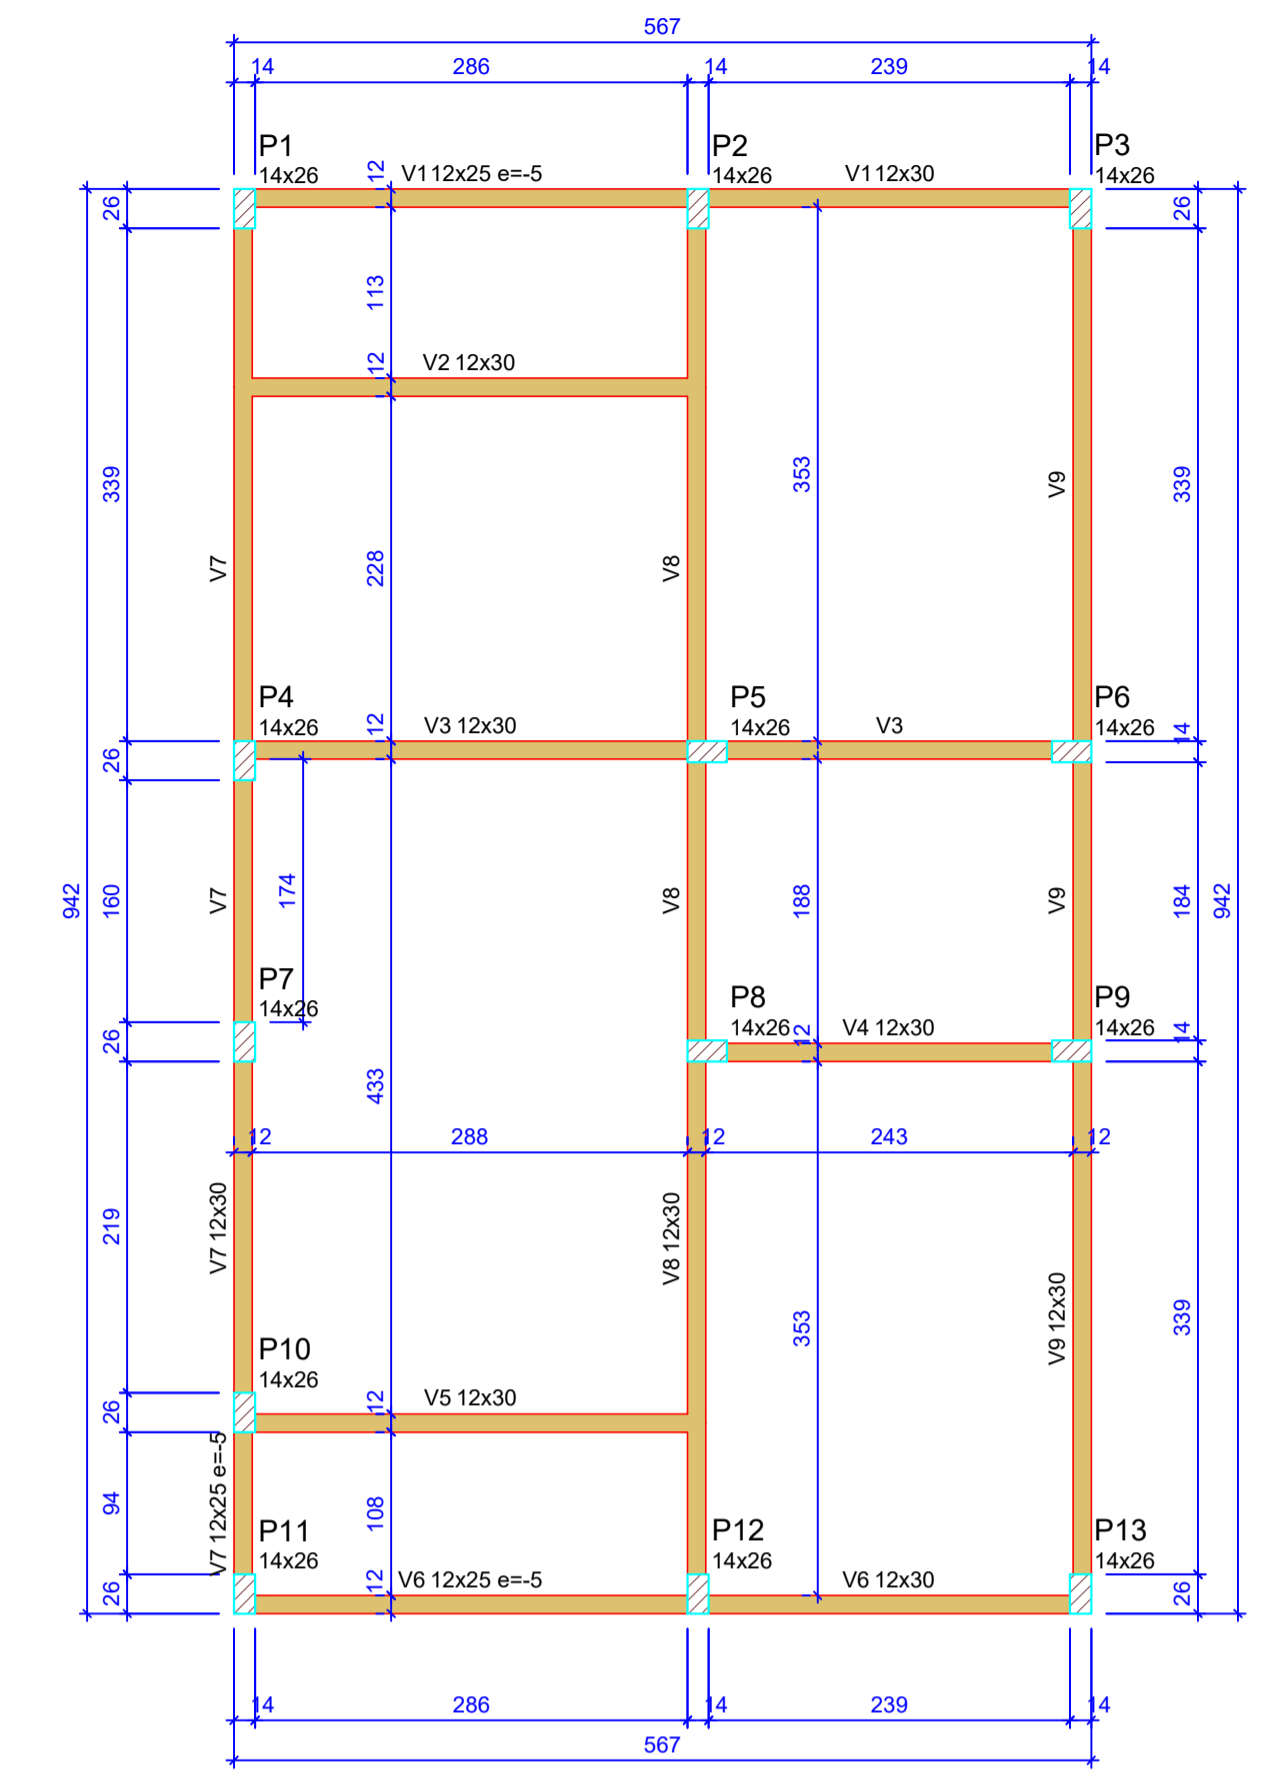 567
14 286 14 239 14
P1 P2 P3
14x26 12 V1 12x25 e=-5 14x26 V1 12x30 14x26
26 26
113
12 V2 12x30
339 353 V9 339
V7 228 V8
P4 P5 P6
14x26 12 V3 12x30 14x26 V3 14x26 14
26
942 160 V7 174 V8 188 V9 184 942
P7 P8 P9
14x26 14x26 12 V4 12x30 14x26 14
26
433
12 288 12 243 12
219 V7 12x30 V8 12x30
353 V9 12x30 339
P10
14x26
26 12 V5 12x30
94 V7 12x25 e=-5 108
P11 P12 P13
14x26 14x26 14x26
26 12 V6 12x25 e=-5 V6 12x30 26
14 286 14 239 14
567